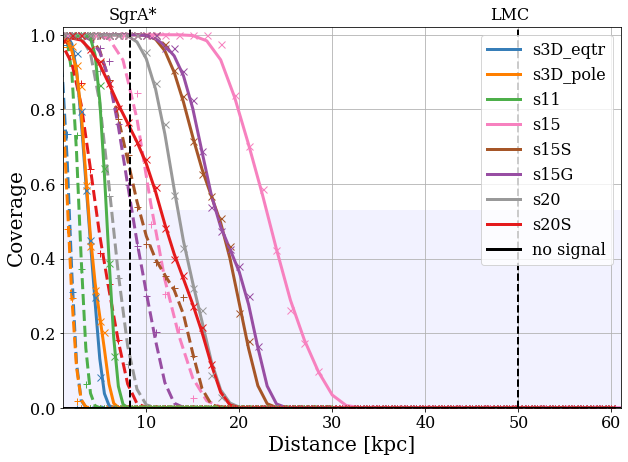 SgrA* LMC
1.0
0.8
0.6
0.4
0.2
0.0
Coverage
s3D_eqtr
s3D_pole
s11
s15
s15S
s15G
s20
s20S
no signal
10 20 30 40 50 60
Distance [kpc]